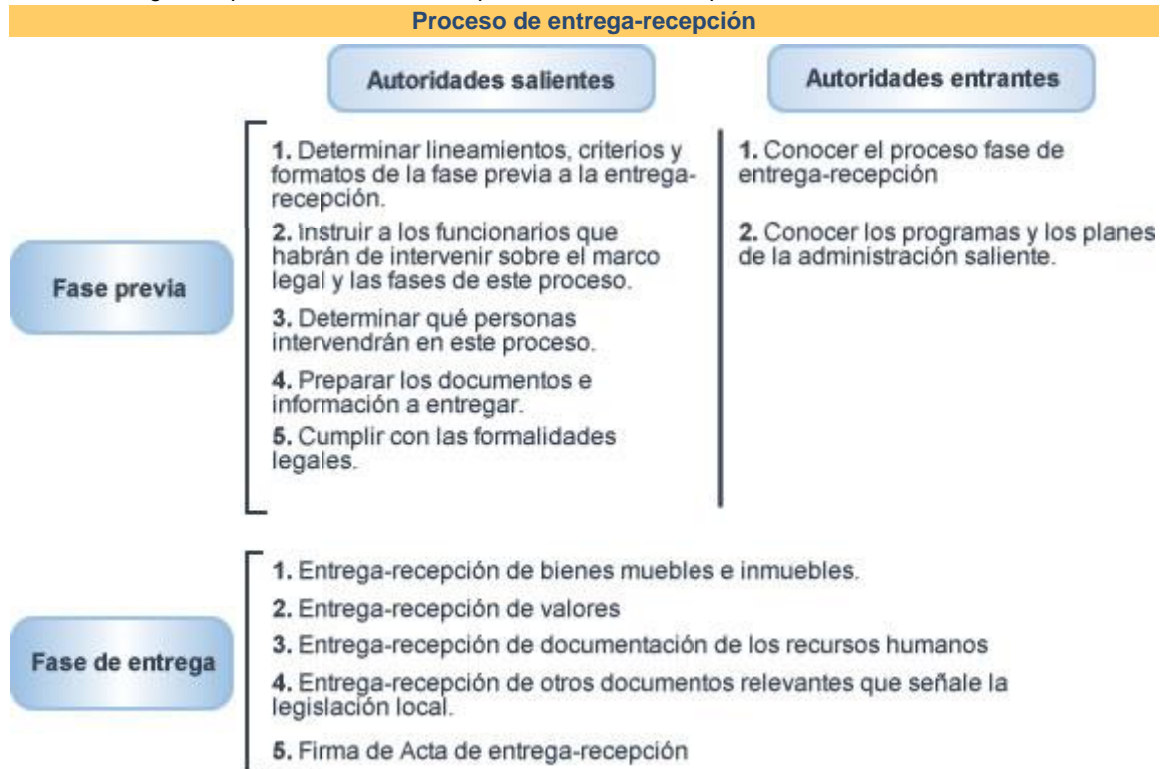 Proceso de entrega-recepción
Autoridades salientes
Autoridades entrantes
Fase previa
1. Determinar lineamientos, criterios y
formatos de la fase previa a la entrega-
recepción.
2. Instruir a los funcionarios que
habrán de intervenir sobre el marco
legal y las fases de este proceso.
3. Determinar qué personas
intervendrán en este proceso.
4. Preparar los documentos e
información a entregar.
5. Cumplir con las formalidades
legales.
1. Conocer el proceso fase de
entrega-recepción
2. Conocer los programas y los planes
de la administración saliente.
Fase de entrega
1. Entrega-recepción de bienes muebles e inmuebles.
2. Entrega-recepción de valores
3. Entrega-recepción de documentación de los recursos humanos
4. Entrega-recepción de otros documentos relevantes que señale la
legislación local.
5. Firma de Acta de entrega-recepción